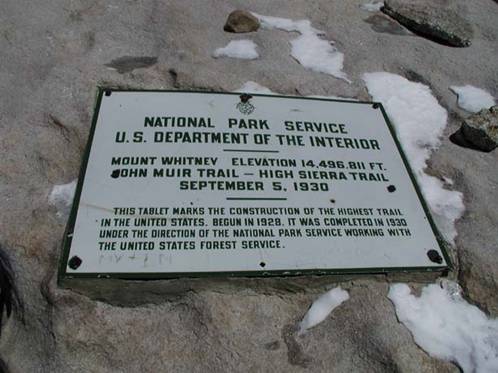 NATIONAL PARK SERVICE
U.S. DEPARTMENT OF THE INTERIOR
MOUNT WHITNEY ELEVATION 14,496.811 FT.
JOHN MUIR TRAIL — HIGH SIERRA TRAIL
SEPTEMBER 5, 1930
THIS TABLET MARKS THE CONSTRUCTION OF THE HIGHEST TRAIL
IN THE UNITED STATES. BEGUN IN 1928. IT WAS COMPLETED IN 1930
UNDER THE DIRECTION OF THE NATIONAL PARK SERVICE WORKING WITH
THE UNITED STATES FOREST SERVICE.